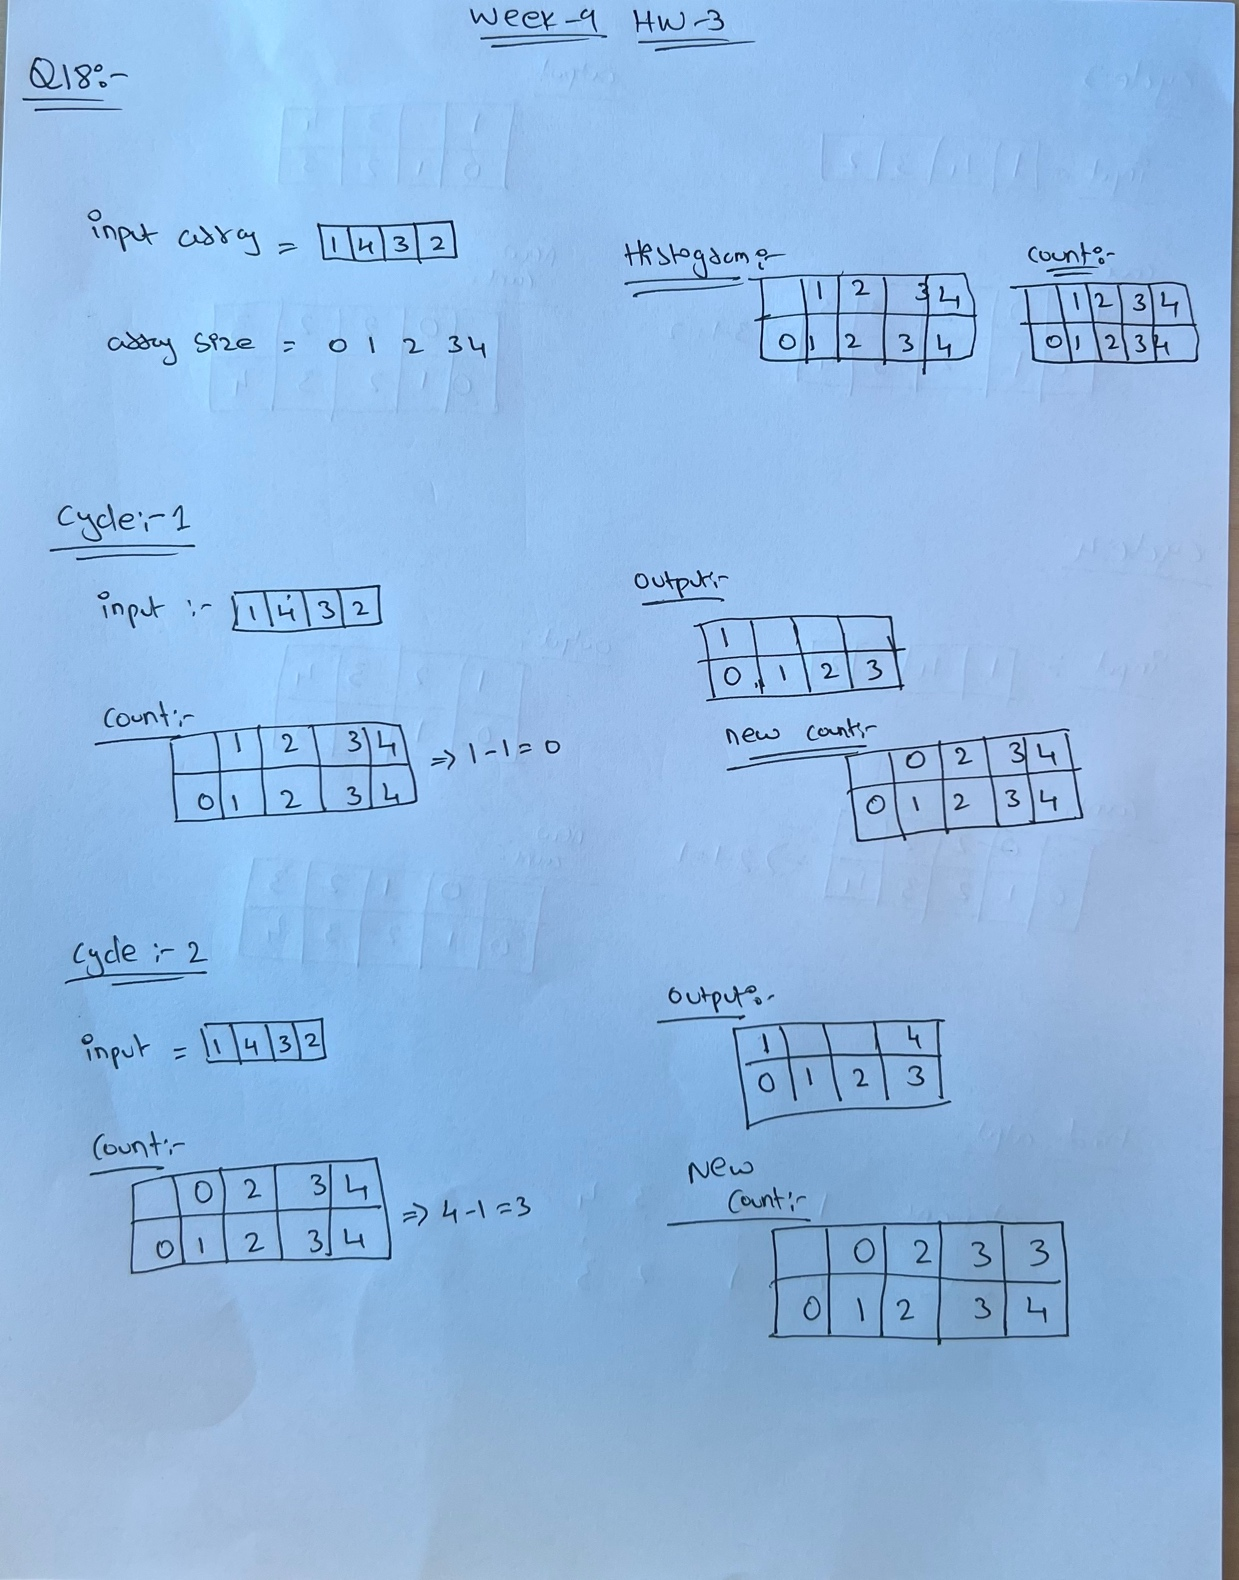 Week-9 HW-3
Q18:-
input array = 1 4 3 2
array size = 0 1 2 3 4
Histogram:-
1 2 3 4
0 1 2 3 4
Count:-
1 2 3 4
0 1 2 3 4
Cycle:-1
input :- 1 4 3 2
Output:-
1
0 1 2 3
Count:-
1 2 3 4
0 1 2 3 4
⇒ 1-1=0
new count:-
0 2 3 4
0 1 2 3 4
Cycle :- 2
input = 1 4 3 2
Output:-
1 4
0 1 2 3
Count:-
0 2 3 4
0 1 2 3 4
⇒ 4-1=3
New
Count:-
0 2 3 3
0 1 2 3 4